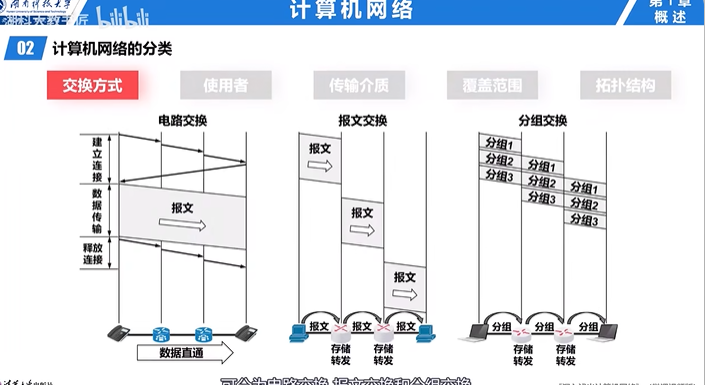 湖南科技大学
计算机网络
第1章
概述
bilibili
02 计算机网络的分类
交换方式
使用者
传输介质
覆盖范围
拓扑结构
电路交换
报文交换
分组交换
建立连接
数据传输
释放连接
报文
数据直通
报文
报文
报文
报文 报文 报文
存储转发
存储转发
分组1
分组2
分组3
分组1
分组2
分组3
分组1
分组2
分组3
分组 分组 分组
存储转发
存储转发
可分为电路交换 报文交换和分组交换